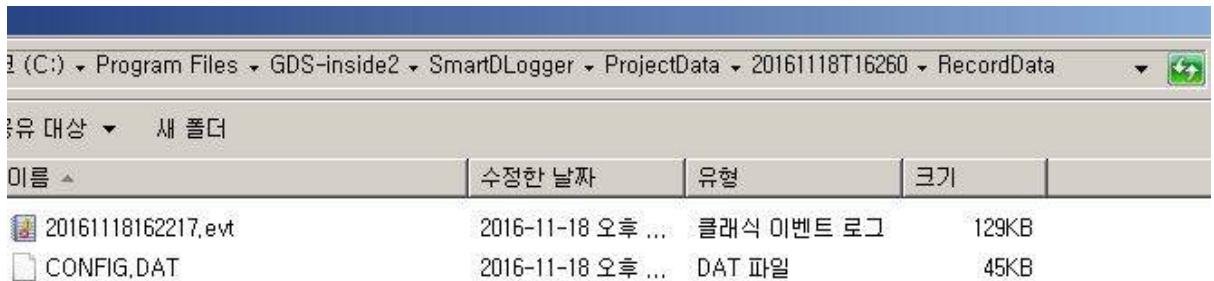 (C:) ▾ Program Files ▾ GDS-inside2 ▾ SmartDLogger ▾ ProjectData ▾ 20161118T16260 ▾ RecordData
대상 ▾ 새 폴더
이름 수정한 날짜 유형 크기
20161118162217.evt 2016-11-18 오후 ... 클래식 이벤트 로그 129KB
CONFIG.DAT 2016-11-18 오후 ... DAT 파일 45KB